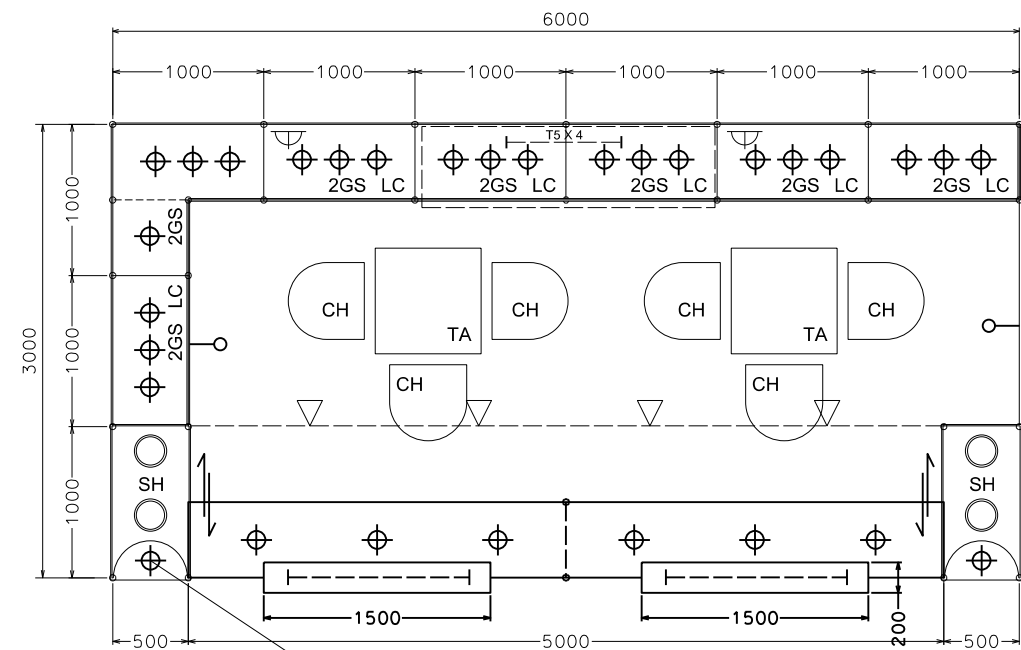 6000
1000 1000 1000 1000 1000 1000
T5 X 4
2GS LC 2GS LC 2GS LC 2GS LC 2GS LC
1000
2GS
3000
CH CH CH CH
TA TA
LC
2GS
1000
CH CH
SH SH
1000
1500 1500
200
500 5000 500